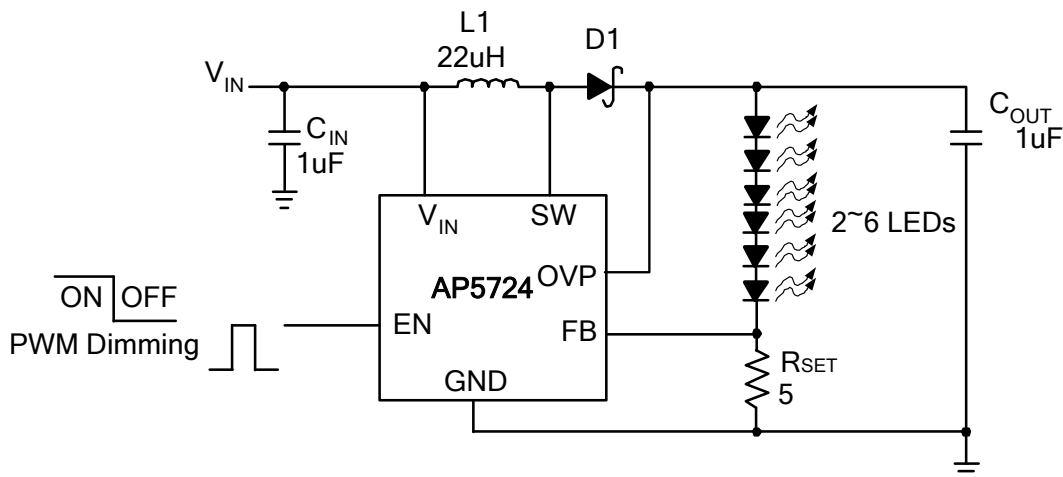 L1
22uH
D1
VIN
CIN
1uF
COUT
1uF
VIN
SW
2~6 LEDs
OVP
AP5724
ON
OFF
EN
FB
PWM Dimming
RSET
5
GND